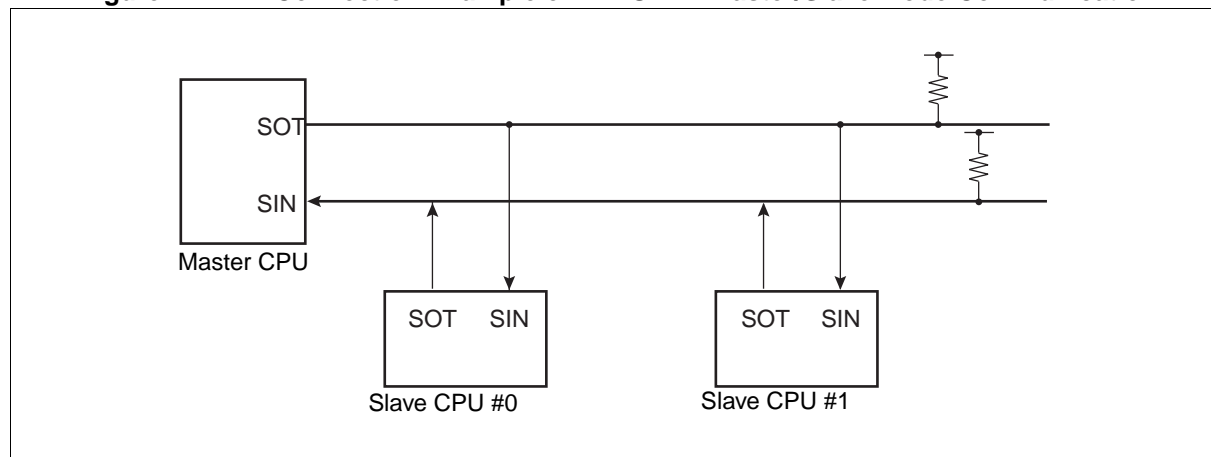 SOT
SIN
Master CPU
SOT SIN
SOT SIN
Slave CPU #0
Slave CPU #1